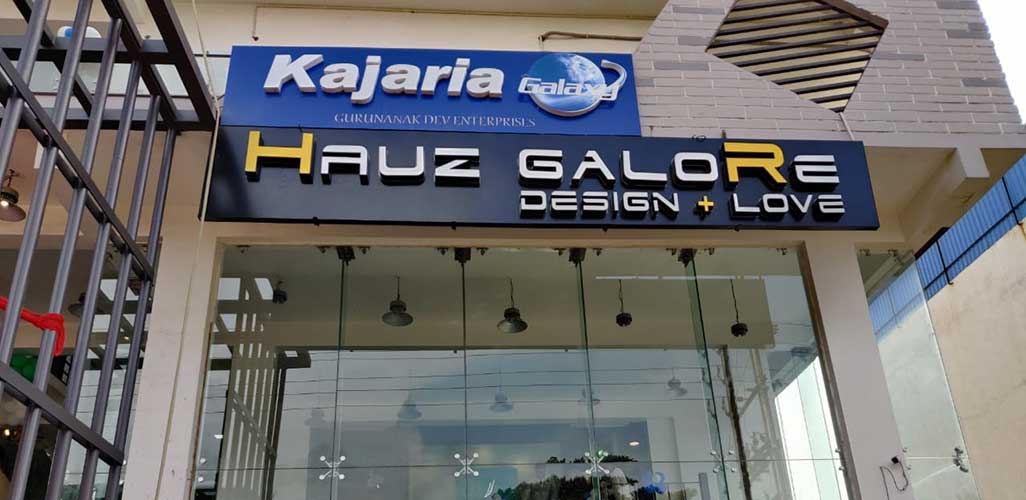 Kajaria Galaxy
GURUNANAK DEV ENTERPRISES
HAUZ GALORE
DESIGN + LOVE